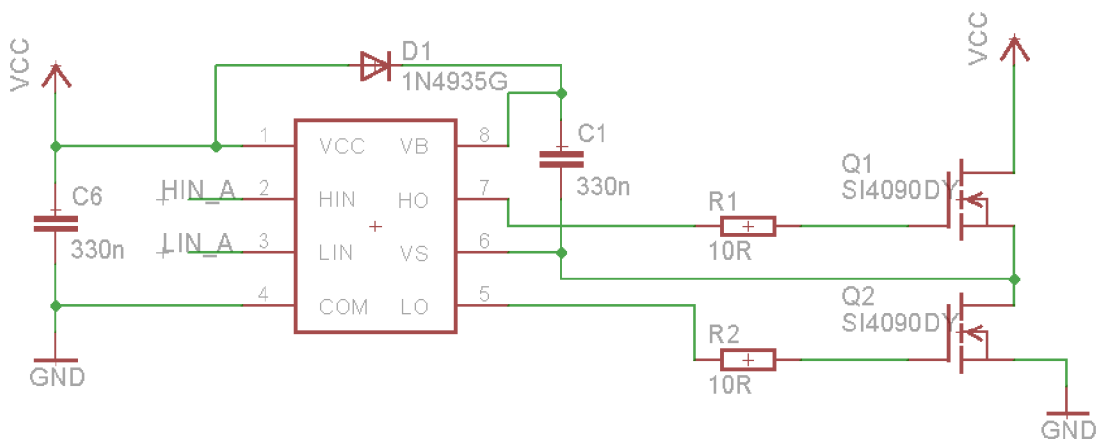 VCC
VCC
D1
1N4935G
1
VCC
VB
8
C1
330n
Q1
SI4090DY
C6
330n
HIN_A
2
HIN
HO
7
R1
10R
LIN_A
3
LIN
VS
6
4
COM
LO
5
Q2
SI4090DY
R2
10R
GND
GND